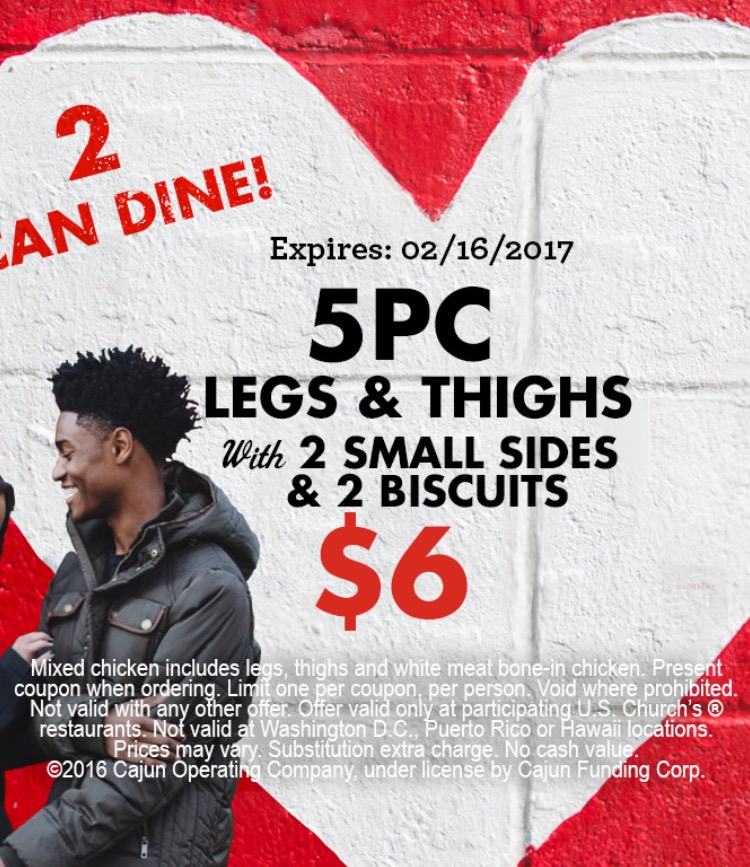 2
CAN DINE!
Expires: 02/16/2017
5PC
LEGS & THIGHS
With 2 SMALL SIDES
& 2 BISCUITS
$6
Mixed chicken includes legs, thighs and white meat bone-in chicken. Present
coupon when ordering. Limit one per coupon, per person. Void where prohibited.
Not valid with any other offer. Offer valid only at participating U.S. Church's ®
restaurants. Not valid at Washington D.C., Puerto Rico or Hawaii locations.
Prices may vary. Substitution extra charge. No cash value.
©2016 Cajun Operating Company, under license by Cajun Funding Corp.